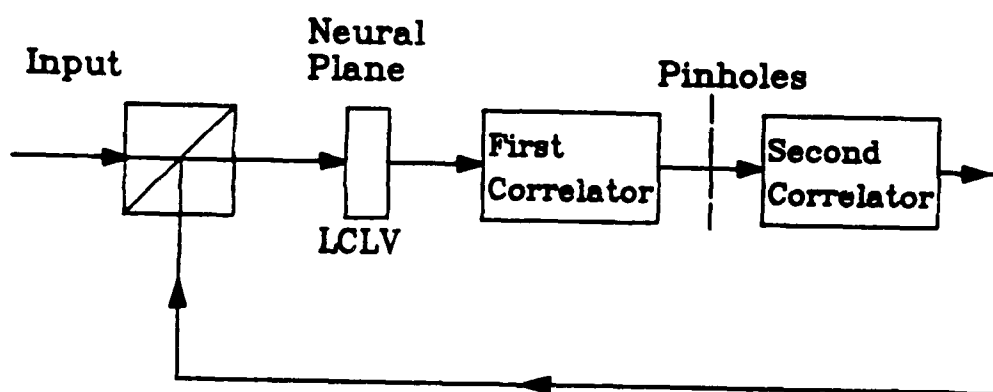 Input
Neural
Plane
LCLV
First
Correlator
Pinholes
Second
Correlator